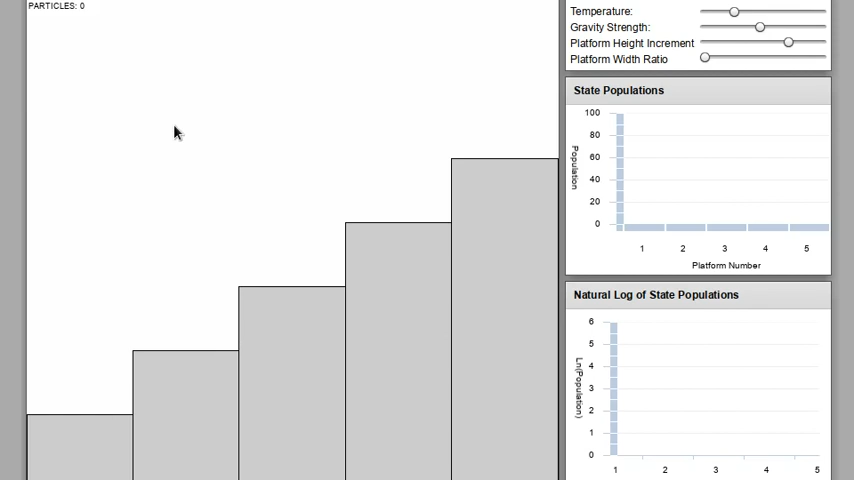 PARTICLES: 0
Temperature:
Gravity Strength:
Platform Height Increment
Platform Width Ratio
State Populations
100
80
60
40
20
0
Population
1 2 3 4 5
Platform Number
Natural Log of State Populations
6
5
4
3
2
1
0
Ln(Population)
1 2 3 4 5